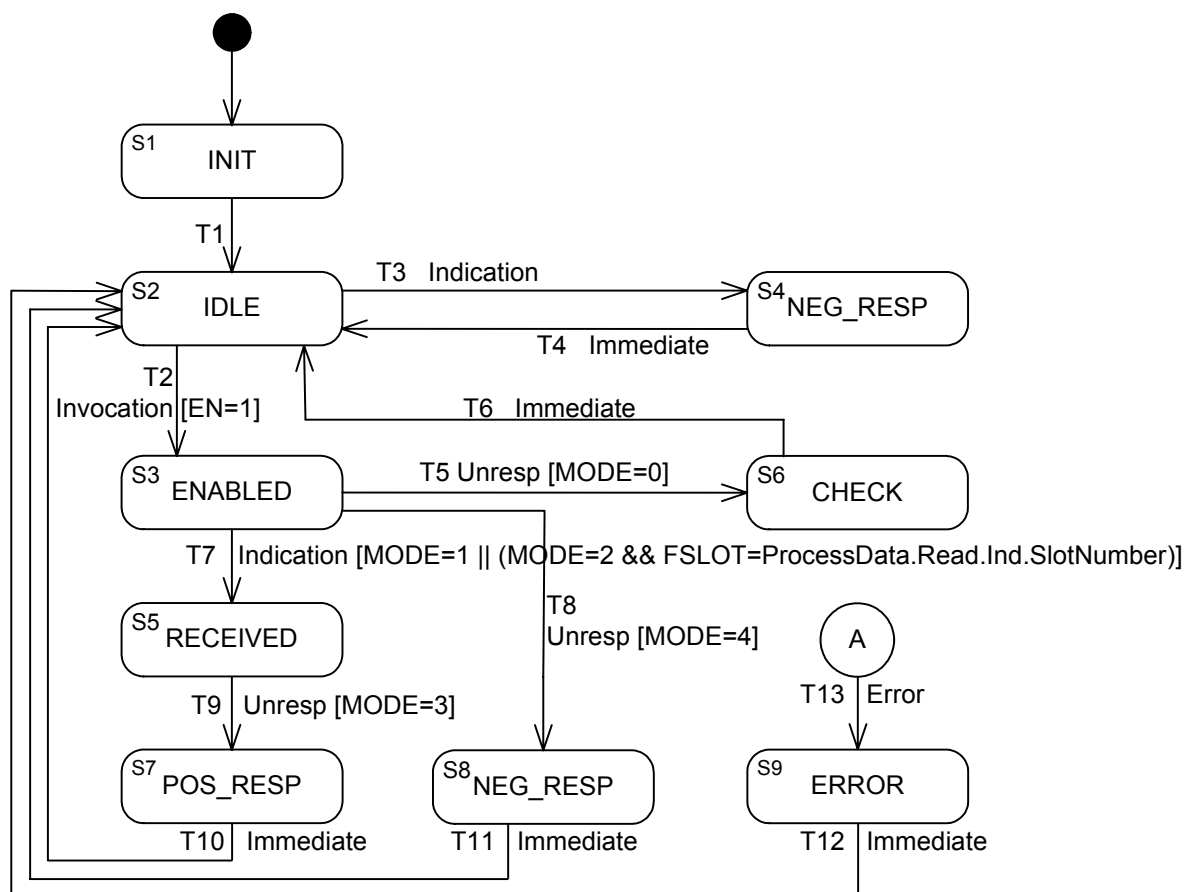 S1
INIT
T1
S2
IDLE
T3 Indication
S4
NEG_RESP
T4 Immediate
T2
Invocation [EN=1]
T6 Immediate
S3
ENABLED
T5 Unresp [MODE=0]
S6
CHECK
T7 Indication [MODE=1 || (MODE=2 && FSLOT=ProcessData.Read.Ind.SlotNumber)]
S5
RECEIVED
T8
Unresp [MODE=4]
A
T9 Unresp [MODE=3]
T13 Error
S7
POS_RESP
S8
NEG_RESP
S9
ERROR
T10 Immediate
T11 Immediate
T12 Immediate